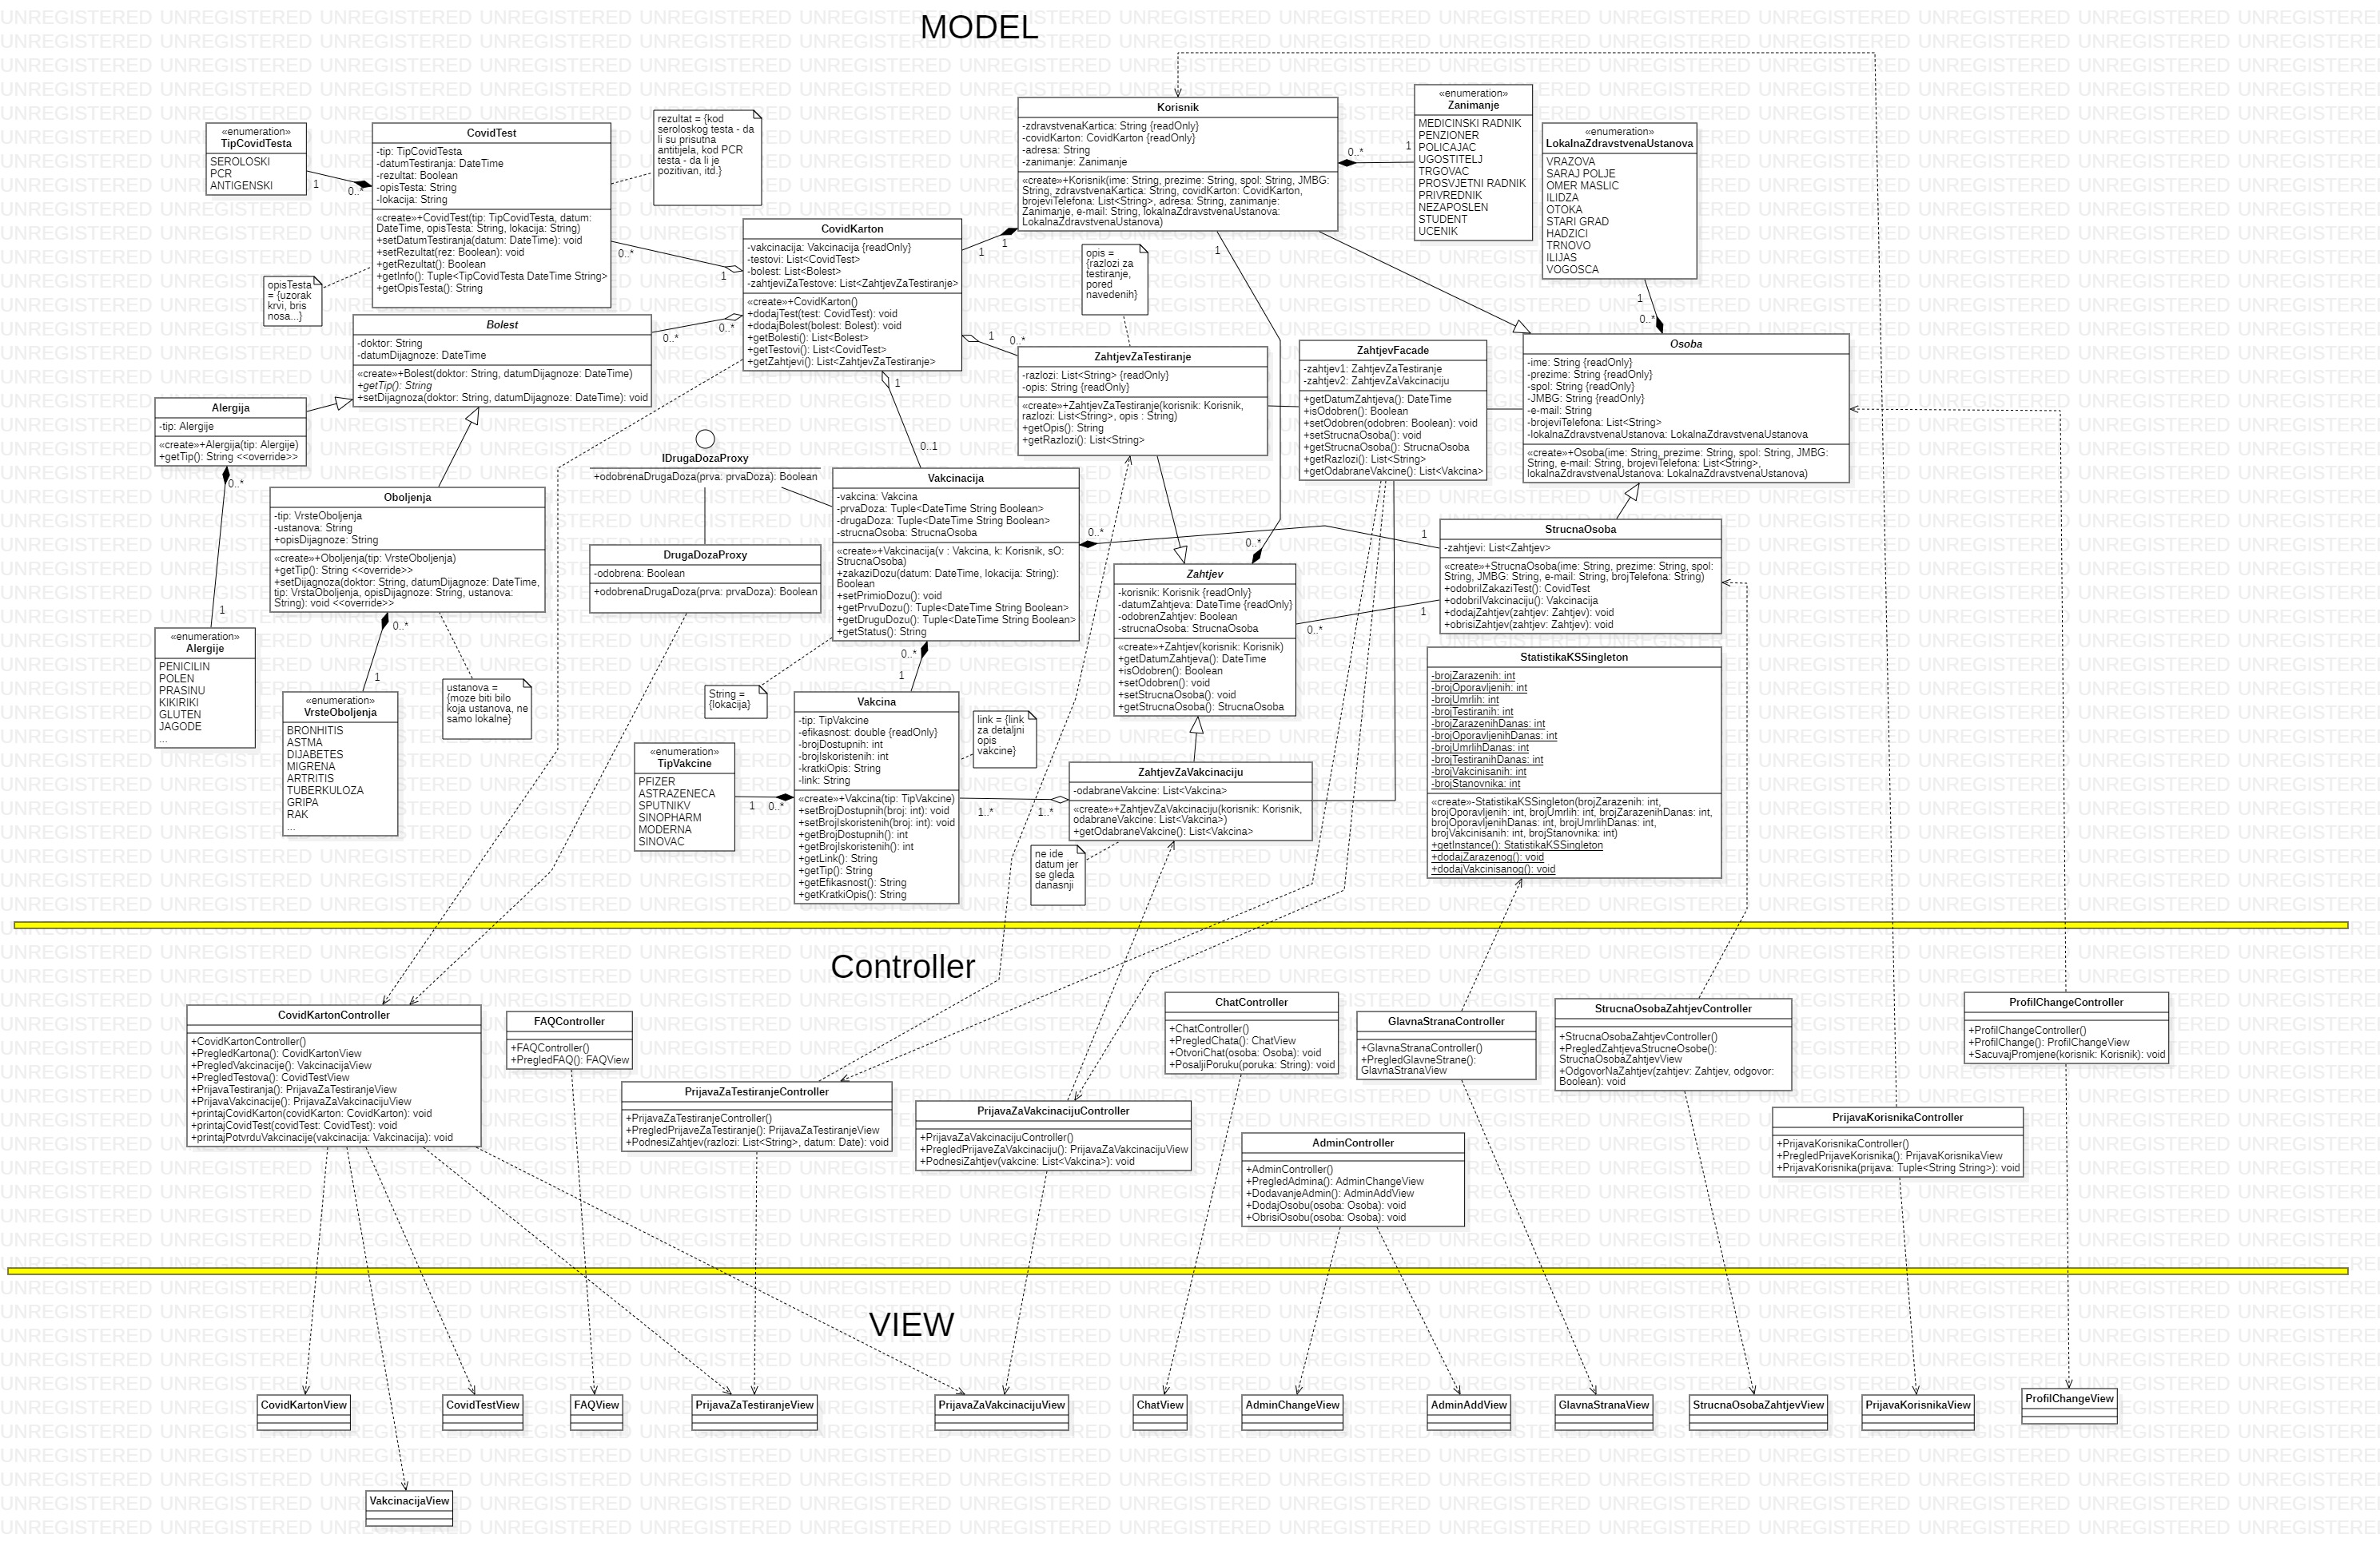 MODEL
«enumeration»
TipCovidTesta
SEROLOSKI
PCR
ANTIGENSKI
1
0..*
CovidTest
-tip: TipCovidTesta
-datumTestiranja: DateTime
-rezultat: Boolean
-opisTesta: String
-lokacija: String
«create»+CovidTest(tip: TipCovidTesta, datum:
DateTime, opisTesta: String, lokacija: String)
+setDatumTestiranja(datum: DateTime): void
+setRezultat(rez: Boolean): void
+getRezultat(): Boolean
+getInfo(): Tuple<TipCovidTesta DateTime String>
+getOpisTesta(): String
rezultat = {kod
seroloskog testa - da
li su prisutna
antitijela, kod PCR
testa - da li je
pozitivan, itd.}
opisTesta
= {uzorak
krvi, bris
nosa...}
0..*
1
CovidKarton
-vakcinacija: Vakcinacija {readOnly}
-testovi: List<CovidTest>
-bolest: List<Bolest>
-zahtjeviZaTestove: List<ZahtjevZaTestiranje>
«create»+CovidKarton()
+dodajTest(test: CovidTest): void
+dodajBolest(bolest: Bolest): void
+getBolesti(): List<Bolest>
+getTestovi(): List<CovidTest>
+getZahtjevi(): List<ZahtjevZaTestiranje>
1
1
Korisnik
-zdravstvenaKartica: String {readOnly}
-covidKarton: CovidKarton {readOnly}
-adresa: String
-zanimanje: Zanimanje
«create»+Korisnik(ime: String, prezime: String, spol: String, JMBG:
String, zdravstvenaKartica: String, covidKarton: CovidKarton,
brojeviTelefona: List<String>, adresa: String, zanimanje:
Zanimanje, e-mail: String, lokalnaZdravstvenaUstanova:
LokalnaZdravstvenaUstanova)
0..*
1
«enumeration»
Zanimanje
MEDICINSKI RADNIK
PENZIONER
POLICAJAC
UGOSTITELJ
TRGOVAC
PROSVJETNI RADNIK
PRIVREDNIK
NEZAPOSLEN
STUDENT
UCENIK
«enumeration»
LokalnaZdravstvenaUstanova
VRAZOVA
SARAJ POLJE
OMER MASLIC
ILIDZA
OTOKA
STARI GRAD
HADZICI
TRNOVO
ILIJAS
VOGOSCA
1
0..*
opis =
{razlozi za
testiranje,
pored
navedenih}
1
Bolest
-doktor: String
-datumDijagnoze: DateTime
«create»+Bolest(doktor: String, datumDijagnoze: DateTime)
+getTip(): String
+setDijagnoza(doktor: String, datumDijagnoze: DateTime): void
0..*
0..*
1
0..*
ZahtjevZaTestiranje
-razlozi: List<String> {readOnly}
-opis: String {readOnly}
«create»+ZahtjevZaTestiranje(korisnik: Korisnik,
razlozi: List<String>, opis : String)
+getOpis(): String
+getRazlozi(): List<String>
ZahtjevFacade
-zahtjev1: ZahtjevZaTestiranje
-zahtjev2: ZahtjevZaVakcinaciju
+getDatumZahtjeva(): DateTime
+isOdobren(): Boolean
+setOdobren(odobren: Boolean): void
+setStrucnaOsoba(): void
+getStrucnaOsoba(): StrucnaOsoba
+getRazlozi(): List<String>
+getOdabraneVakcine(): List<Vakcina>
Osoba
-ime: String {readOnly}
-prezime: String {readOnly}
-spol: String {readOnly}
-JMBG: String {readOnly}
-e-mail: String
-brojeviTelefona: List<String>
-lokalnaZdravstvenaUstanova: LokalnaZdravstvenaUstanova
«create»+Osoba(ime: String, prezime: String, spol: String, JMBG:
String, e-mail: String, brojeviTelefona: List<String>,
lokalnaZdravstvenaUstanova: LokalnaZdravstvenaUstanova)
Alergija
-tip: Alergije
«create»+Alergija(tip: Alergije)
+getTip(): String <<override>>
0..*
1
«enumeration»
Alergije
PENICILIN
POLEN
PRASINU
KIKIRIKI
GLUTEN
JAGODE
...
Oboljenja
-tip: VrsteOboljenja
-ustanova: String
+opisDijagnoze: String
«create»+Oboljenja(tip: VrsteOboljenja)
+getTip(): String <<override>>
+setDijagnoza(doktor: String, datumDijagnoze: DateTime,
tip: VrstaOboljenja, opisDijagnoze: String, ustanova:
String): void <<override>>
0..*
1
«enumeration»
VrsteOboljenja
BRONHITIS
ASTMA
DIJABETES
MIGRENA
ARTRITIS
TUBERKULOZA
GRIPA
RAK
...
ustanova =
{moze biti bilo
koja ustanova, ne
samo lokalne}
IDrugaDozaProxy
+odobrenaDrugaDoza(prva: prvaDoza): Boolean
DrugaDozaProxy
-odobrena: Boolean
+odobrenaDrugaDoza(prva: prvaDoza): Boolean
1
0..1
Vakcinacija
-vakcina: Vakcina
-prvaDoza: Tuple<DateTime String Boolean>
-drugaDoza: Tuple<DateTime String Boolean>
-strucnaOsoba: StrucnaOsoba
«create»+Vakcinacija(v : Vakcina, k: Korisnik, sO:
StrucnaOsoba)
+zakaziDozu(datum: DateTime, lokacija: String):
Boolean
+setPrimioDozu(): void
+getPrvuDozu(): Tuple<DateTime String Boolean>
+getDruguDozu(): Tuple<DateTime String Boolean>
+getStatus(): String
0..*
1
String =
{lokacija}
0..*
1
Zahtjev
-korisnik: Korisnik {readOnly}
-datumZahtjeva: DateTime {readOnly}
-odobrenZahtjev: Boolean
-strucnaOsoba: StrucnaOsoba
«create»+Zahtjev(korisnik: Korisnik)
+getDatumZahtjeva(): DateTime
+isOdobren(): Boolean
+setOdobren(): void
+setStrucnaOsoba(): void
+getStrucnaOsoba(): StrucnaOsoba
0..*
0..*
1
StrucnaOsoba
-zahtjevi: List<Zahtjev>
«create»+StrucnaOsoba(ime: String, prezime: String, spol:
String, JMBG: String, e-mail: String, brojTelefona: String)
+odobriIZakaziTest(): CovidTest
+odobriIVakcinaciju(): Vakcinacija
+dodajZahtjev(zahtjev: Zahtjev): void
+obrisiZahtjev(zahtjev: Zahtjev): void
StatistikaKSSingleton
-brojZarazenih: int
-brojOporavljenih: int
-brojUmrlih: int
-brojTestiranih: int
-brojZarazenihDanas: int
-brojOporavljenihDanas: int
-brojUmrlihDanas: int
-brojTestiranihDanas: int
-brojVakcinisanih: int
-brojStanovnika: int
«create»-StatistikaKSSingleton(brojZarazenih: int,
brojOporavljenih: int, brojUmrlih: int, brojZarazenihDanas: int,
brojOporavljenihDanas: int, brojUmrlihDanas: int,
brojVakcinisanih: int, brojStanovnika: int)
+getInstance(): StatistikaKSSingleton
+dodajZarazenog(): void
+dodajVakcinisanog(): void
«enumeration»
TipVakcine
PFIZER
ASTRAZENECA
SPUTNIKV
SINOPHARM
MODERNA
SINOVAC
1
0..*
Vakcina
-tip: TipVakcine
-efikasnost: double {readOnly}
-brojDostupnih: int
-brojIskoristenih: int
-kratkiOpis: String
-link: String
«create»+Vakcina(tip: TipVakcine)
+setBrojDostupnih(broj: int): void
+setBrojIskoristenih(broj: int): void
+getBrojDostupnih(): int
+getBrojIskoristenih(): int
+getLink(): String
+getTip(): String
+getEfikasnost(): String
+getKratkiOpis(): String
link = {link
za detaljni
opis
vakcine}
1..*
1..*
ZahtjevZaVakcinaciju
-odabraneVakcine: List<Vakcina>
«create»+ZahtjevZaVakcinaciju(korisnik: Korisnik,
odabraneVakcine: List<Vakcina>)
+getOdabraneVakcine(): List<Vakcina>
ne ide
datum jer
se gleda
danasnji
Controller
CovidKartonController
+CovidKartonController()
+PregledKartona(): CovidKartonView
+PregledVakcinacije(): VakcinacijaView
+PregledTestova(): CovidTestView
+PrijavaTestiranja(): PrijavaZaTestiranjeView
+PrijavaVakcinacije(): PrijavaZaVakcinacijuView
+printajCovidKarton(covidKarton: CovidKarton): void
+printajCovidTest(covidTest: CovidTest): void
+printajPotvrduVakcinacije(vakcinacija: Vakcinacija): void
FAQController
+FAQController()
+PregledFAQ(): FAQView
PrijavaZaTestiranjeController
+PrijavaZaTestiranjeController()
+PregledPrijaveZaTestiranje(): PrijavaZaTestiranjeView
+PodnesiZahtjev(razlozi: List<String>, datum: Date): void
PrijavaZaVakcinacijuController
+PrijavaZaVakcinacijuController()
+PregledPrijaveZaVakcinaciju(): PrijavaZaVakcinacijuView
+PodnesiZahtjev(vakcine: List<Vakcina>): void
ChatController
+ChatController()
+PregledChata(): ChatView
+OtvoriChat(osoba: Osoba): void
+PosaljiPoruku(poruka: String): void
AdminController
+AdminController()
+PregledAdmina(): AdminChangeView
+DodavanjeAdmin(): AdminAddView
+DodajOsobu(osoba: Osoba): void
+ObrisiOsobu(osoba: Osoba): void
GlavnaStranaController
+GlavnaStranaController()
+PregledGlavneStrane():
GlavnaStranaView
StrucnaOsobaZahtjevController
+StrucnaOsobaZahtjevController()
+PregledZahtjevaStrucneOsobe():
StrucnaOsobaZahtjevView
+OdgovorNaZahtjev(zahtjev: Zahtjev, odgovor:
Boolean): void
PrijavaKorisnikaController
+PrijavaKorisnikaController()
+PregledPrijaveKorisnika(): PrijavaKorisnikaView
+PrijavaKorisnika(prijava: Tuple<String String>): void
ProfilChangeController
+ProfilChangeController()
+ProfilChange(): ProfilChangeView
+SacuvajPromjene(korisnik: Korisnik): void
VIEW
CovidKartonView
CovidTestView
FAQView
PrijavaZaTestiranjeView
PrijavaZaVakcinacijuView
ChatView
AdminChangeView
AdminAddView
GlavnaStranaView
StrucnaOsobaZahtjevView
PrijavaKorisnikaView
ProfilChangeView
VakcinacijaView